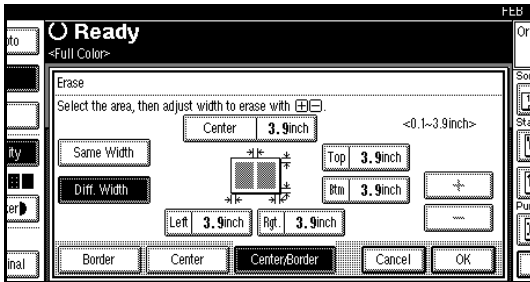 FEB
Ready
<Full Color>
Or
Erase
Select the area, then adjust width to erase with ⊞⊟.
Center 3.9inch
<0.1~3.9inch>
Same Width
Top 3.9inch
Diff. Width
Btm 3.9inch
Left 3.9inch
Rgt. 3.9inch
Border
Center
Center/Border
Cancel
OK